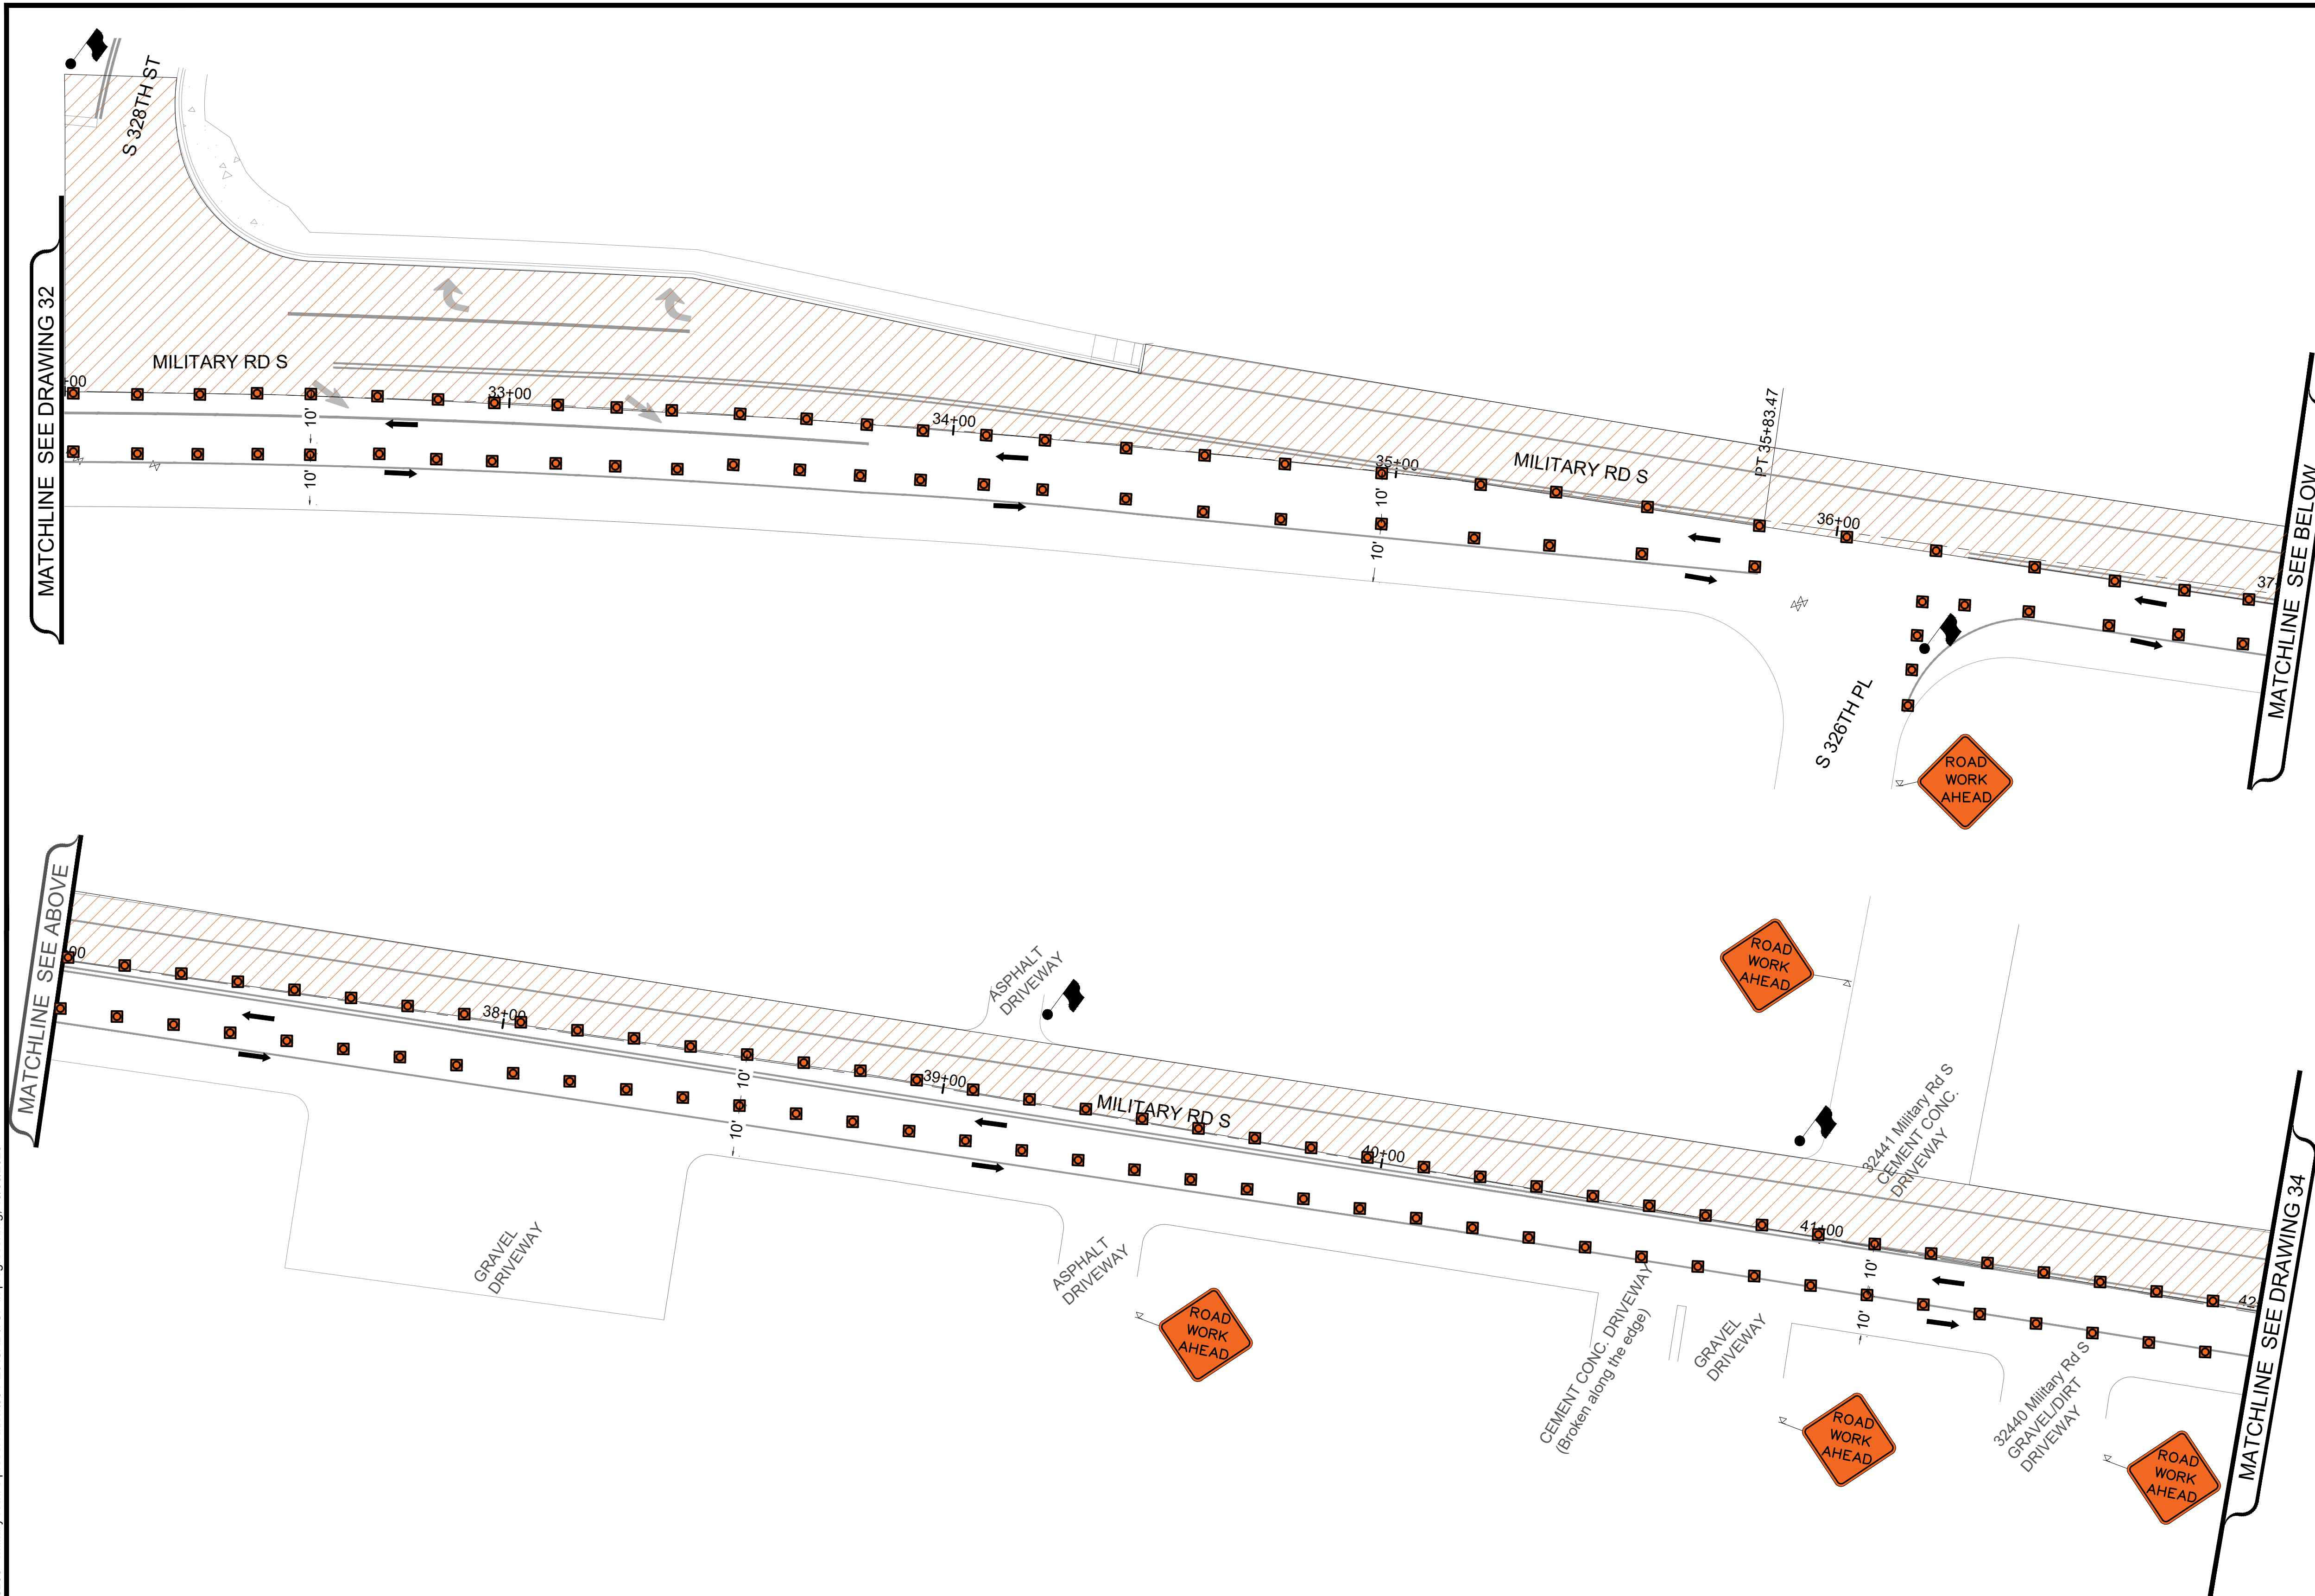 S 328TH ST
MATCHLINE SEE DRAWING 32
MILITARY RD S
+00
10'
10'
33+00
34+00
35+00
10'
10'
MILITARY RD S
PT 35+83.47
36+00
37
MATCHLINE SEE BELOW
S 326TH PL
ROAD
WORK
AHEAD
MATCHLINE SEE ABOVE
00
38+00
10'
10'
39+00
ASPHALT
DRIVEWAY
MILITARY RD S
40+00
ROAD
WORK
AHEAD
32441 Military Rd S
CEMENT CONC.
DRIVEWAY
41+00
10'
10'
42
MATCHLINE SEE DRAWING 34
GRAVEL
DRIVEWAY
ASPHALT
DRIVEWAY
ROAD
WORK
AHEAD
CEMENT CONC. DRIVEWAY
(Broken along the edge)
GRAVEL
DRIVEWAY
ROAD
WORK
AHEAD
32440 Military Rd S
GRAVEL/DIRT
DRIVEWAY
ROAD
WORK
AHEAD